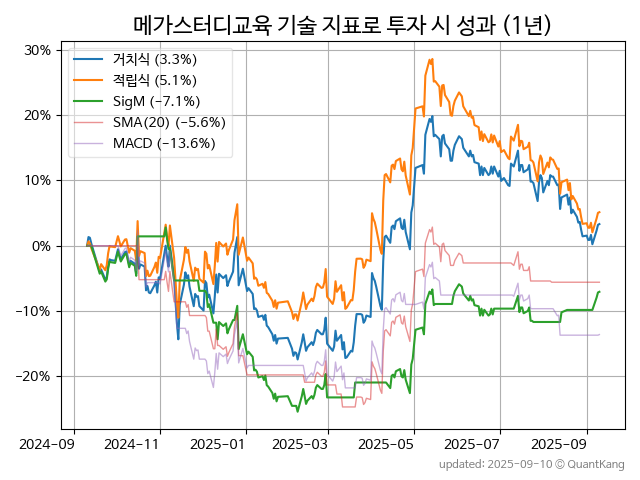 메가스터디교육 기술 지표로 투자 시 성과 (1년)
30%
20%
10%
0%
−10%
−20%
거치식 (3.3%)
적립식 (5.1%)
SigM (−7.1%)
SMA(20) (−5.6%)
MACD (−13.6%)
2024-09
2024-11
2025-01
2025-03
2025-05
2025-07
2025-09
updated: 2025-09-10 © QuantKang